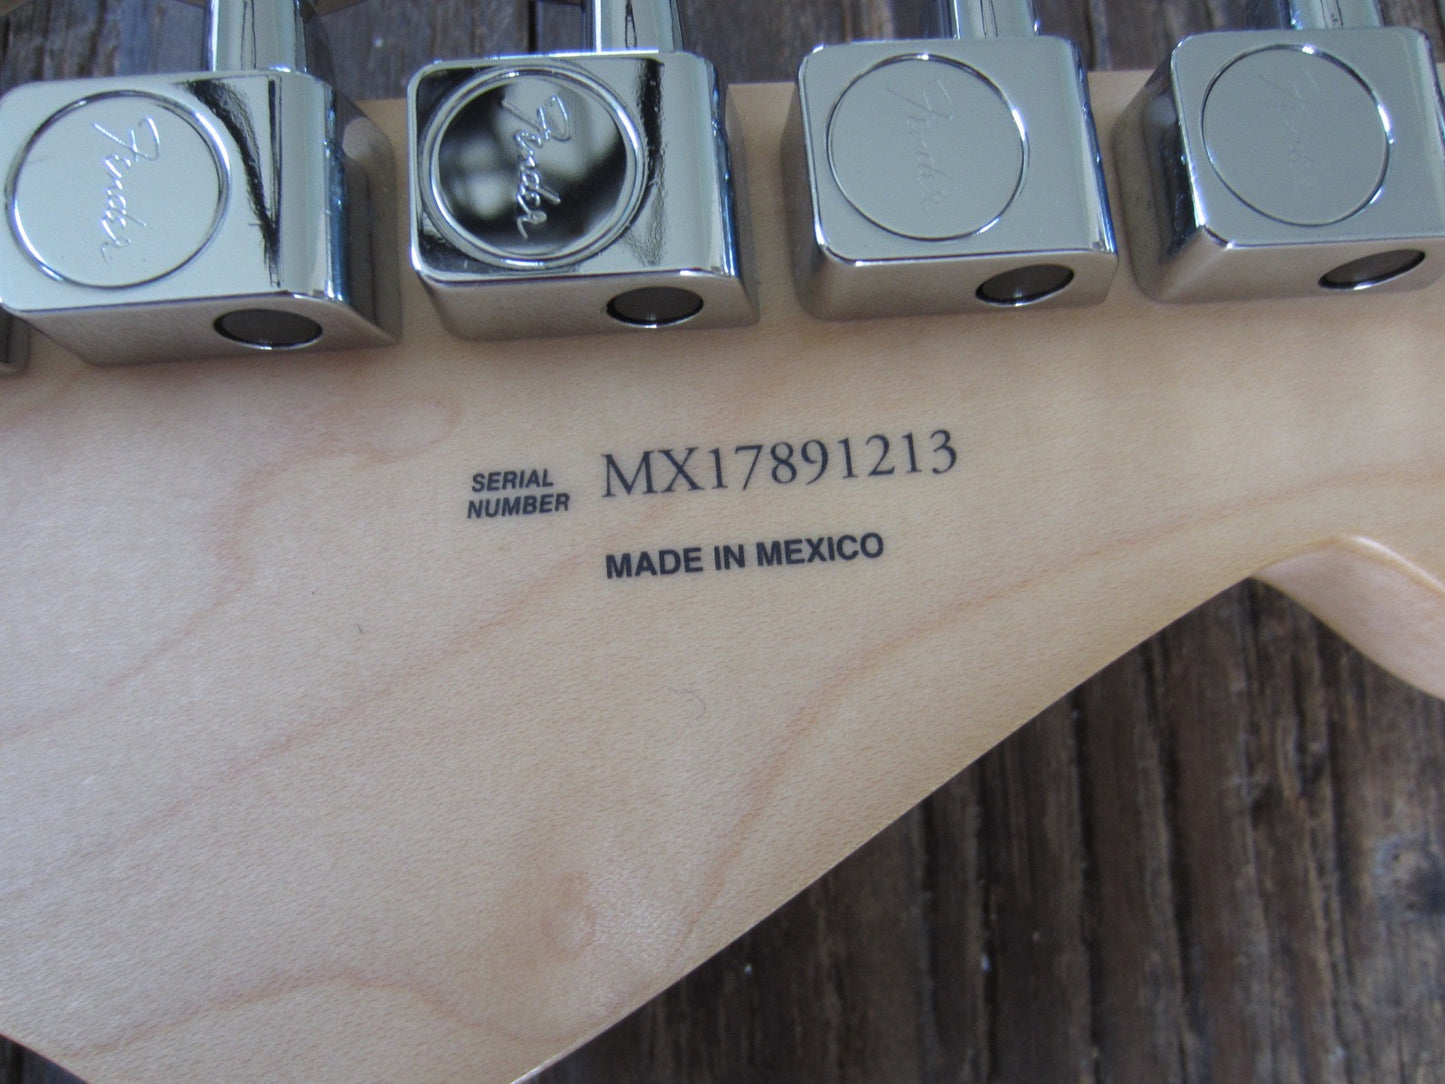 Fender
Fender
Fender
Fender
SERIAL
NUMBER
MX17891213
MADE IN MEXICO